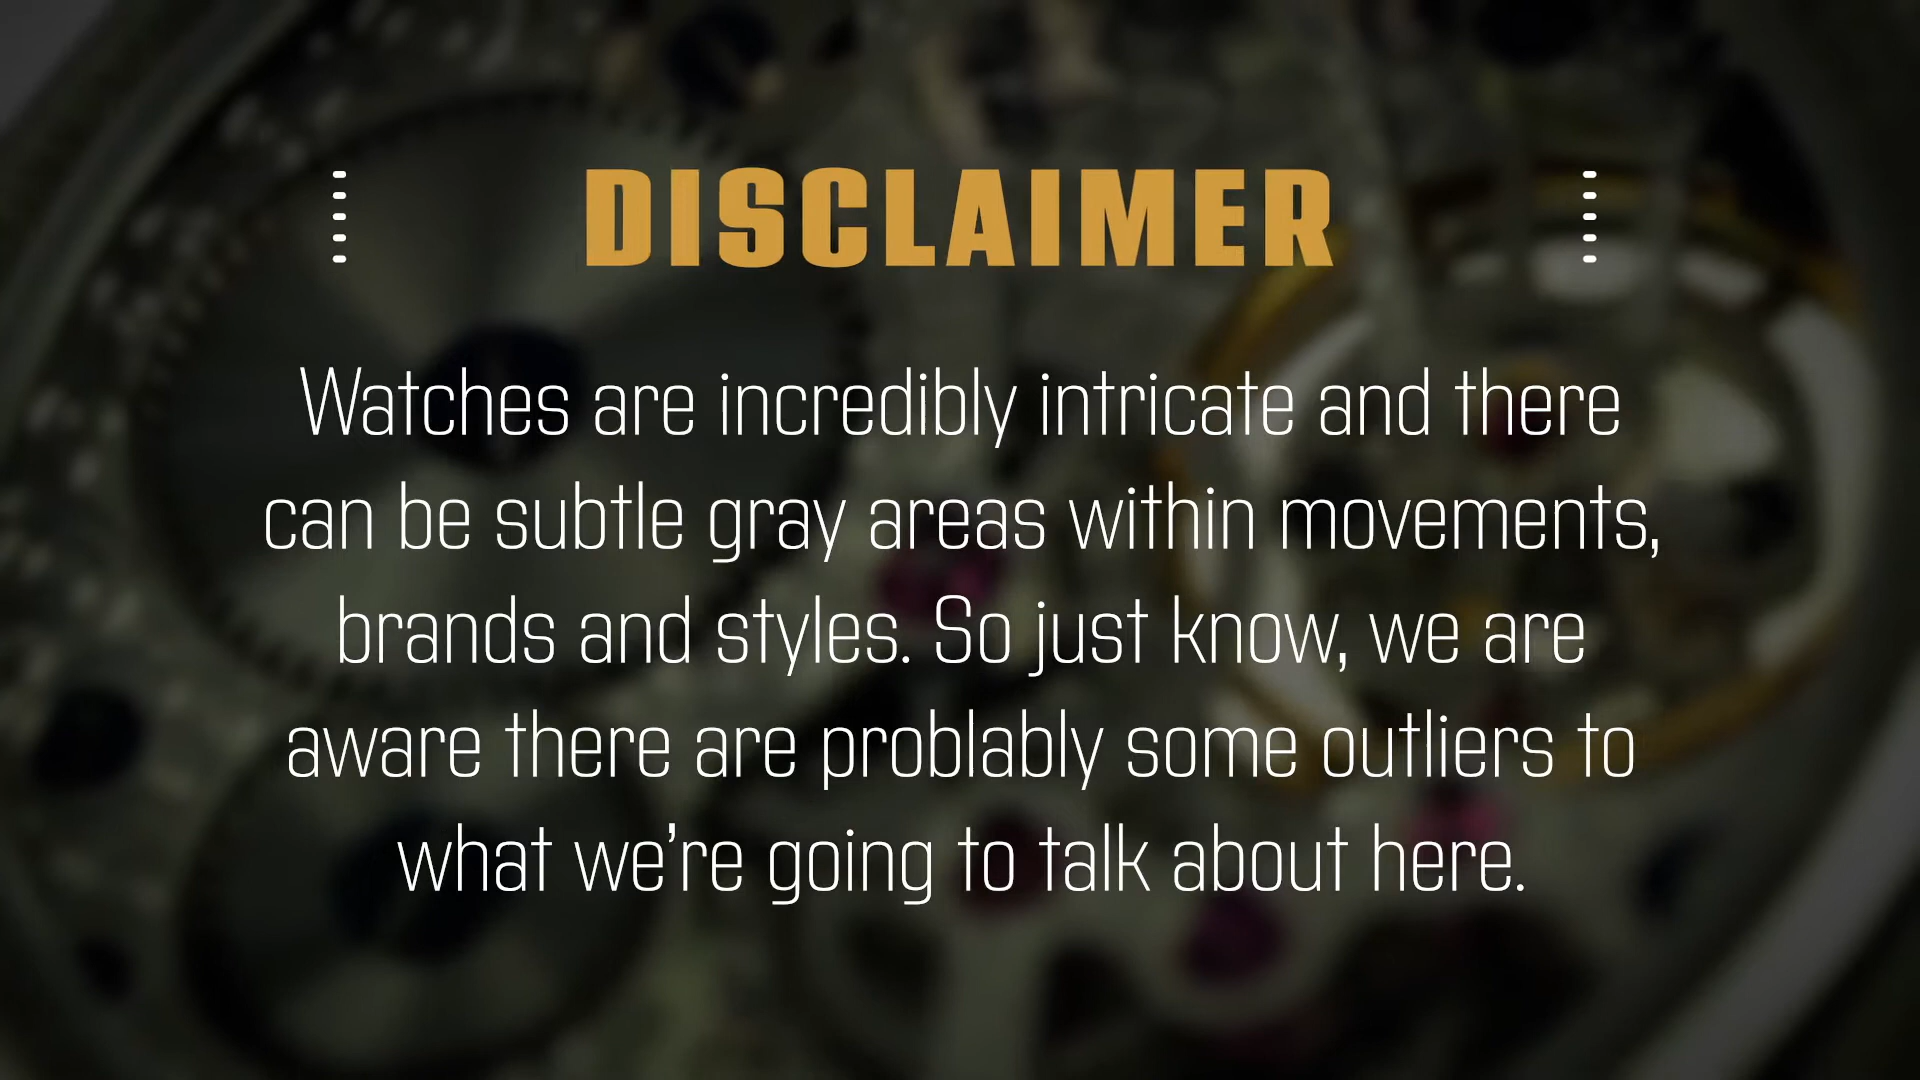 DISCLAIMER
Watches are incredibly intricate and there
can be subtle gray areas within movements,
brands and styles. So just know, we are
aware there are problably some outliers to
what we’re going to talk about here.